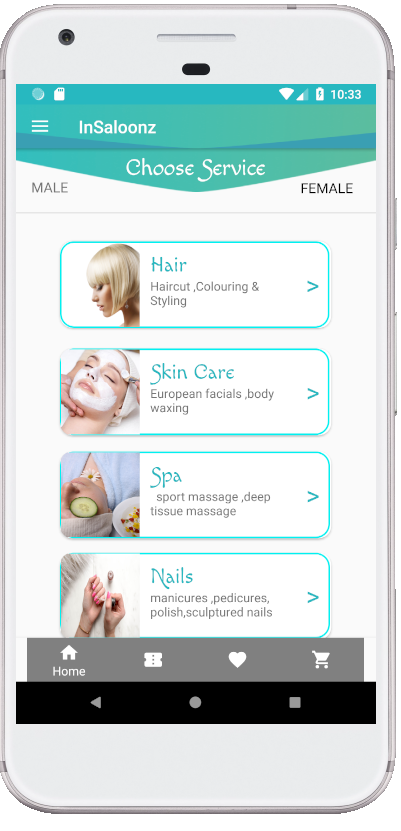 10:33
InSaloonz
Choose Service
MALE
FEMALE
Hair
Haircut ,Colouring &
Styling
>
Skin Care
European facials ,body
waxing
>
Spa
sport massage ,deep
tissue massage
>
Nails
manicures ,pedicures,
polish,sculptured nails
>
Home